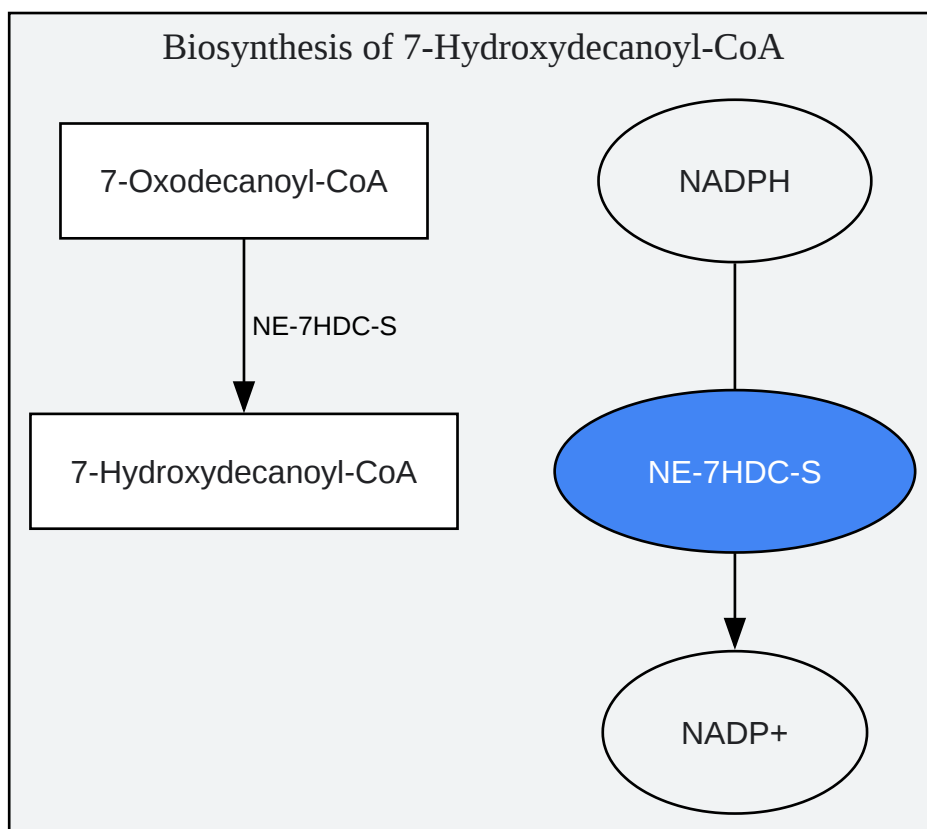 Biosynthesis of 7-Hydroxydecanoyl-CoA
7-Oxodecanoyl-CoA
NADPH
NE-7HDC-S
7-Hydroxydecanoyl-CoA
NE-7HDC-S
NADP+